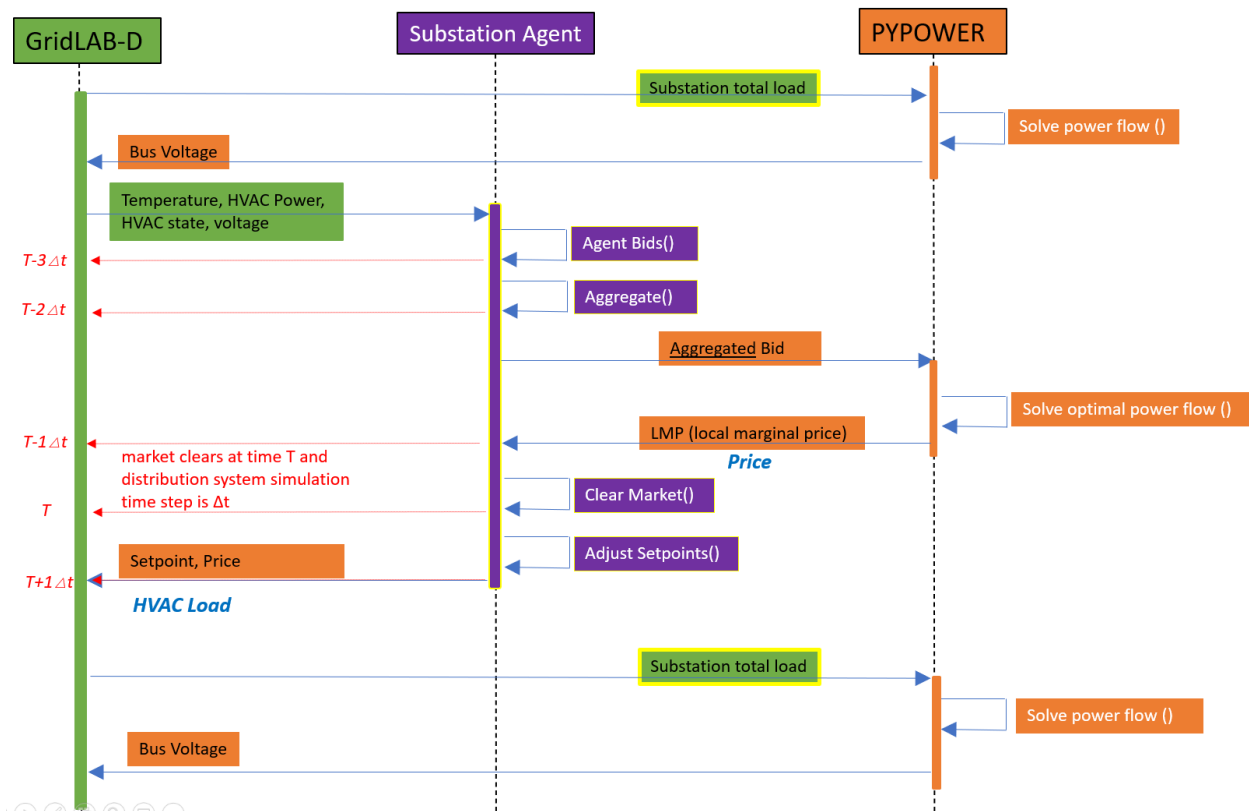 GridLAB-D
Substation Agent
PYPOWER
Substation total load
Solve power flow ()
Bus Voltage
Temperature, HVAC Power,
HVAC state, voltage
Agent Bids()
T-3△t
Aggregate()
T-2△t
Aggregated Bid
Solve optimal power flow ()
T-1△t
LMP (local marginal price)
Price
market clears at time T and
distribution system simulation
time step is Δt
Clear Market()
T
Adjust Setpoints()
Setpoint, Price
T+1△t
HVAC Load
Substation total load
Solve power flow ()
Bus Voltage